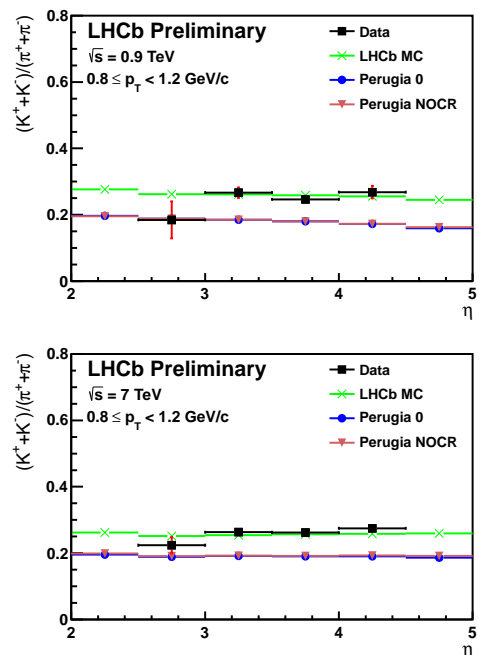 LHCb Preliminary
√s = 0.9 TeV
0.8 ≤ p_T < 1.2 GeV/c
Data
LHCb MC
Perugia 0
Perugia NOCR
(K⁺+K⁻)/(π⁺+π⁻)
0.8
0.6
0.4
0.2
0
2 3 4 5
η
LHCb Preliminary
√s = 7 TeV
0.8 ≤ p_T < 1.2 GeV/c
Data
LHCb MC
Perugia 0
Perugia NOCR
(K⁺+K⁻)/(π⁺+π⁻)
0.8
0.6
0.4
0.2
0
2 3 4 5
η